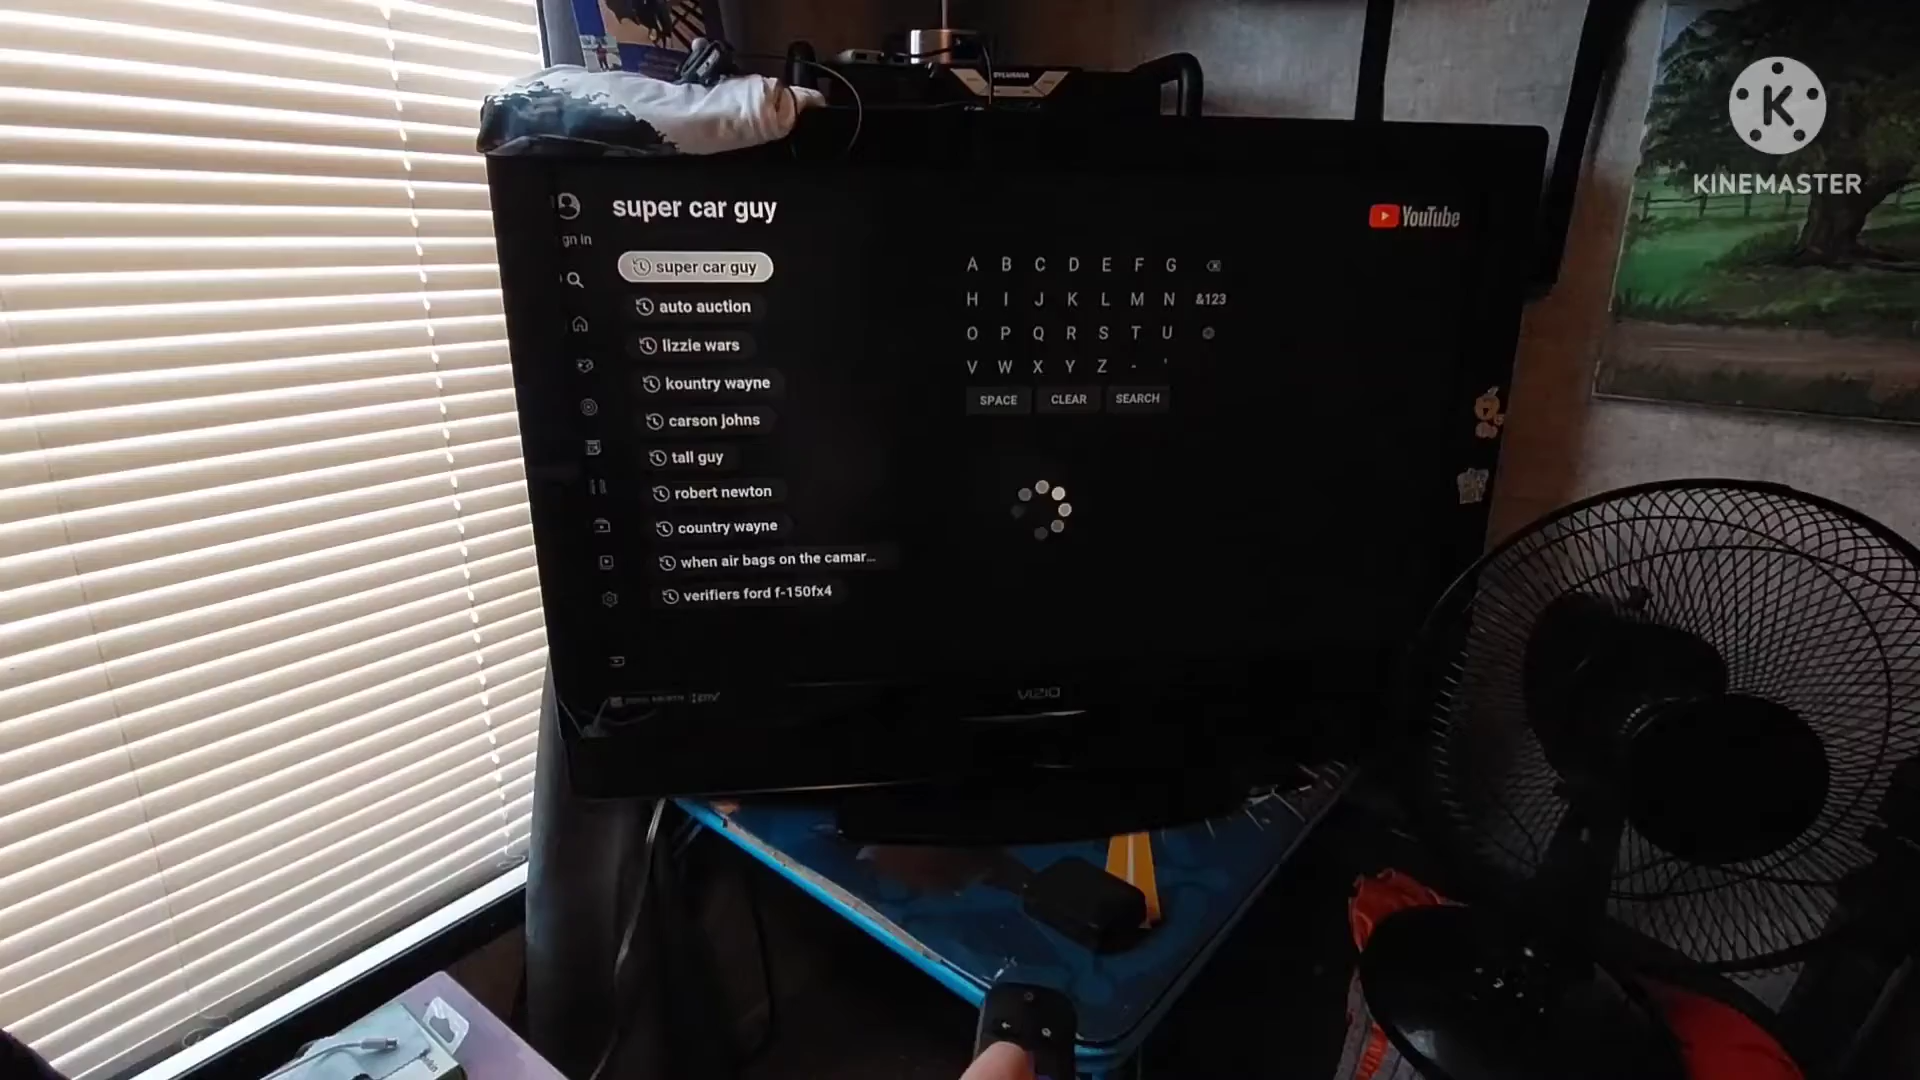 SYLVANIA
KINEMASTER
super car guy
YouTube
gn in
super car guy
auto auction
lizzie wars
kountry wayne
carson johns
tall guy
robert newton
country wayne
when air bags on the camar...
verifiers ford f-150fx4
A B C D E F G
H I J K L M N &123
O P Q R S T U
V W X Y Z - '
SPACE CLEAR SEARCH
VIZIO